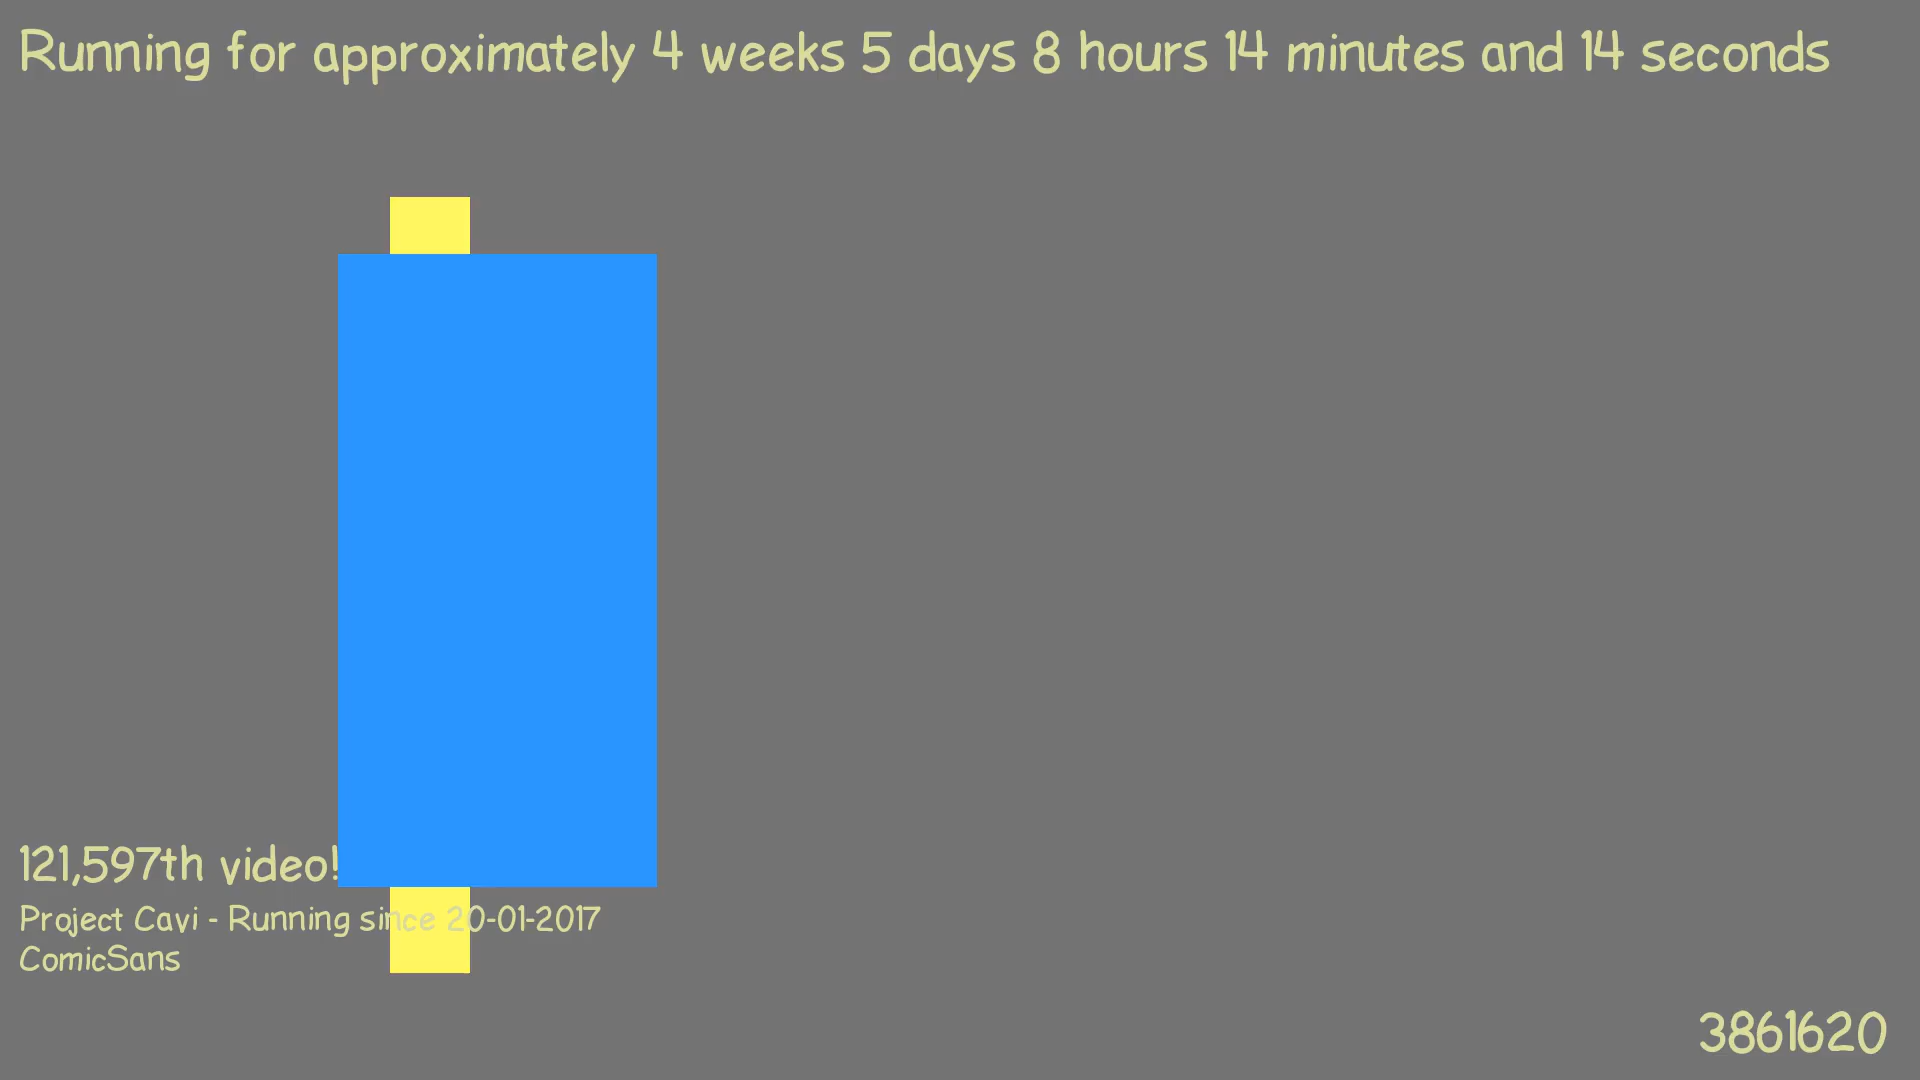 Running for approximately 4 weeks 5 days 8 hours 14 minutes and 14 seconds
121,597th video!
Project Cavi - Running since 20-01-2017
ComicSans
3861620